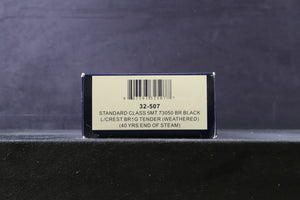 32-507
STANDARD CLASS 5MT 73050 BR BLACK
L/CREST BR1G TENDER (WEATHERED)
(40 YRS END OF STEAM)